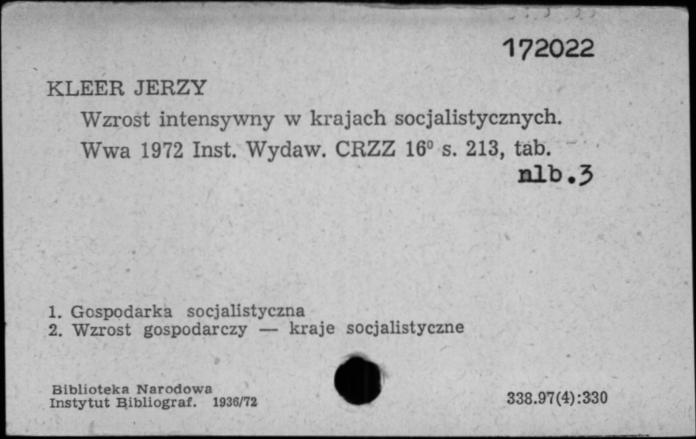 172022
KLEER JERZY
Wzrost intensywny w krajach socjalistycznych.
Wwa 1972 Inst. Wydaw. CRZZ 16⁰ s. 213, tab.
nlb.3
1. Gospodarka socjalistyczna
2. Wzrost gospodarczy — kraje socjalistyczne
Biblioteka Narodowa
Instytut Bibliograf. 1936/72
338.97(4):330